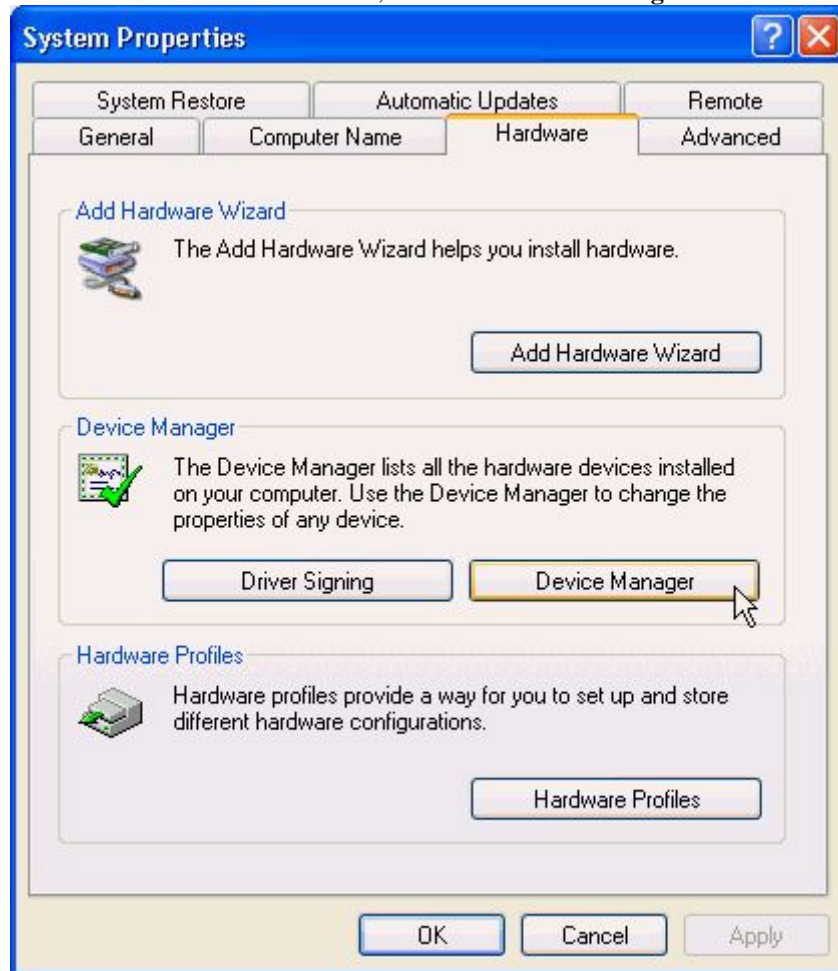 System Properties
System Restore Automatic Updates Remote
General Computer Name Hardware Advanced
Add Hardware Wizard
The Add Hardware Wizard helps you install hardware.
Add Hardware Wizard
Device Manager
The Device Manager lists all the hardware devices installed
on your computer. Use the Device Manager to change the
properties of any device.
Driver Signing Device Manager
Hardware Profiles
Hardware profiles provide a way for you to set up and store
different hardware configurations.
Hardware Profiles
OK Cancel Apply